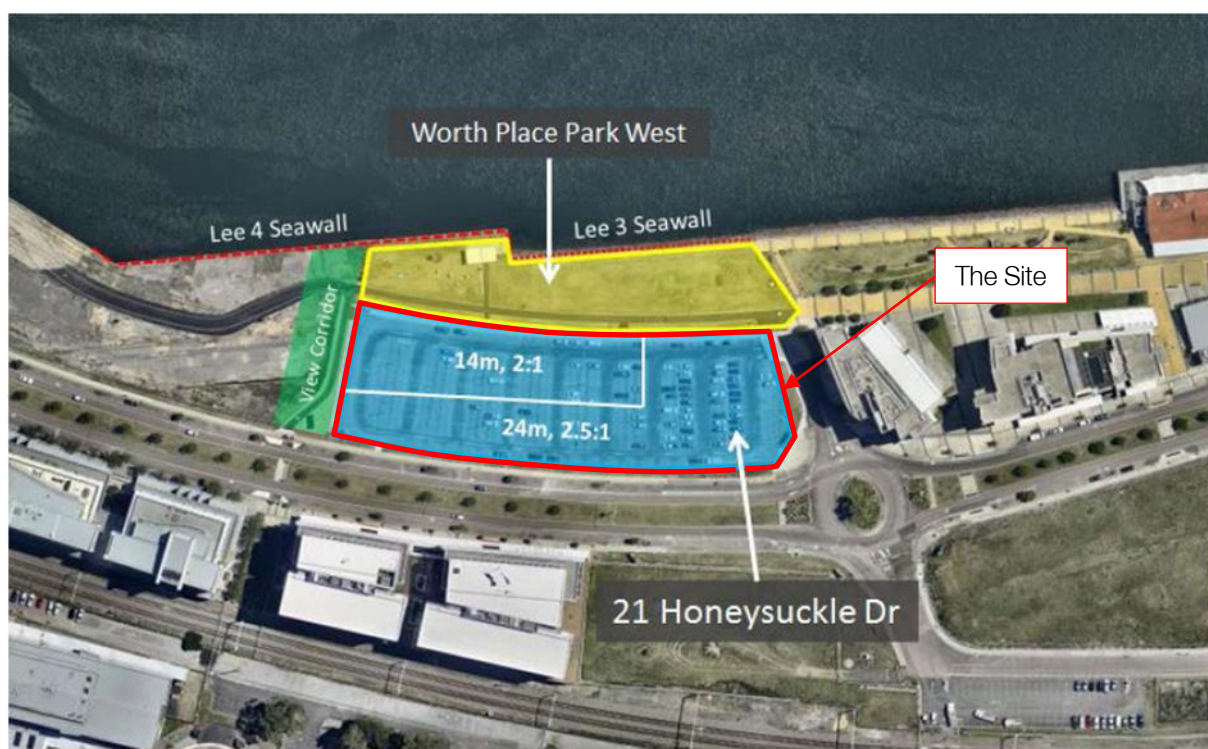 Worth Place Park West
Lee 4 Seawall
Lee 3 Seawall
The Site
View Corridor
14m, 2:1
24m, 2.5:1
21 Honeysuckle Dr